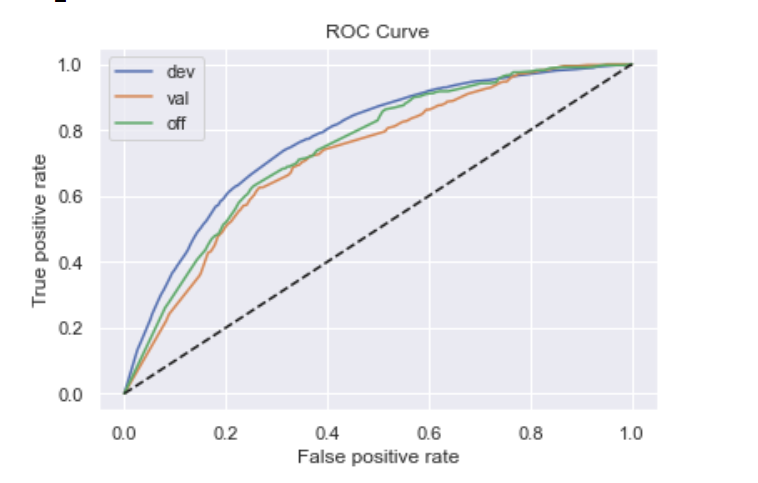 ROC Curve
1.0
0.8
0.6
0.4
0.2
0.0
True positive rate
dev
val
off
0.0 0.2 0.4 0.6 0.8 1.0
False positive rate